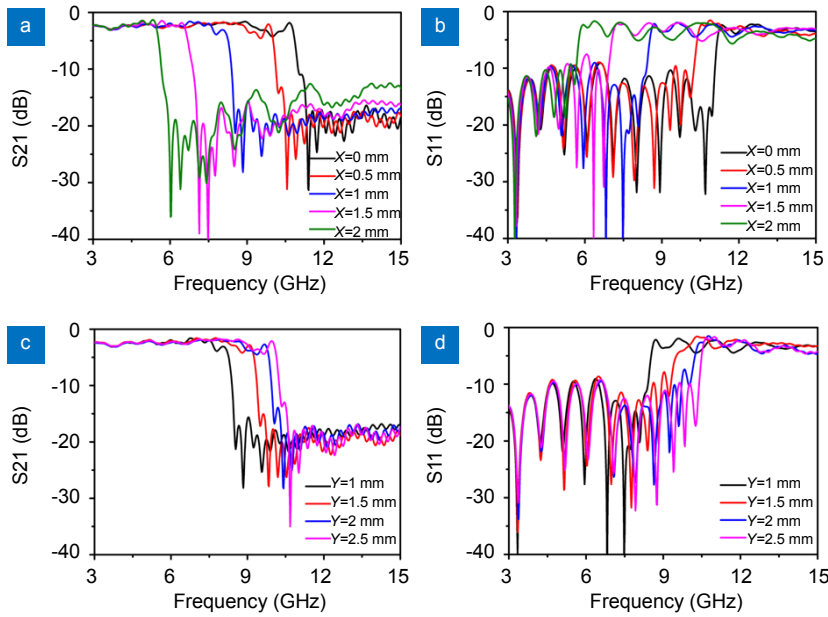 a
0
-10
-20
-30
-40
S21 (dB)
3 6 9 12 15
Frequency (GHz)
X=0 mm
X=0.5 mm
X=1 mm
X=1.5 mm
X=2 mm
b
0
-10
-20
-30
-40
S11 (dB)
3 6 9 12 15
Frequency (GHz)
X=0 mm
X=0.5 mm
X=1 mm
X=1.5 mm
X=2 mm
c
0
-10
-20
-30
-40
S21 (dB)
3 6 9 12 15
Frequency (GHz)
Y=1 mm
Y=1.5 mm
Y=2 mm
Y=2.5 mm
d
0
-10
-20
-30
-40
S11 (dB)
3 6 9 12 15
Frequency (GHz)
Y=1 mm
Y=1.5 mm
Y=2 mm
Y=2.5 mm